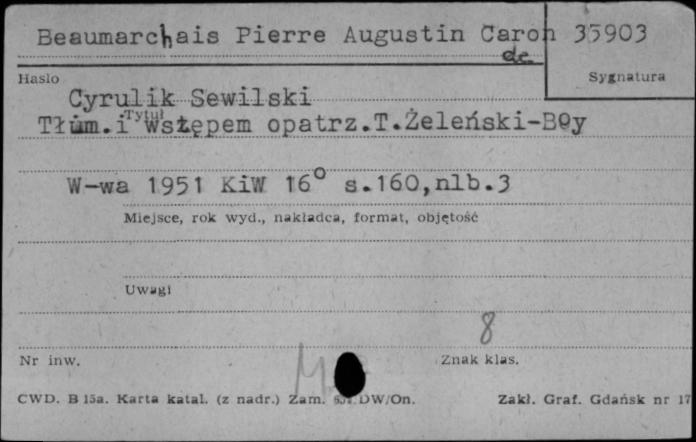 Beaumarchais Pierre Augustin Caron 35903
de
Hasło
Sygnatura
Cyrulik Sewilski
Tytuł
Tłum.i Wstępem opatrz.T.Żeleński-Boy
W-wa 1951 KiW 16° s.160,nlb.3
Miejsce, rok wyd., nakładca, format, objętość
Uwagi
8
Nr inw.
Znak klas.
CWD. B 15a. Karta katal. (z nadr.) Zam. DW/On.
Zakł. Graf. Gdańsk nr 17